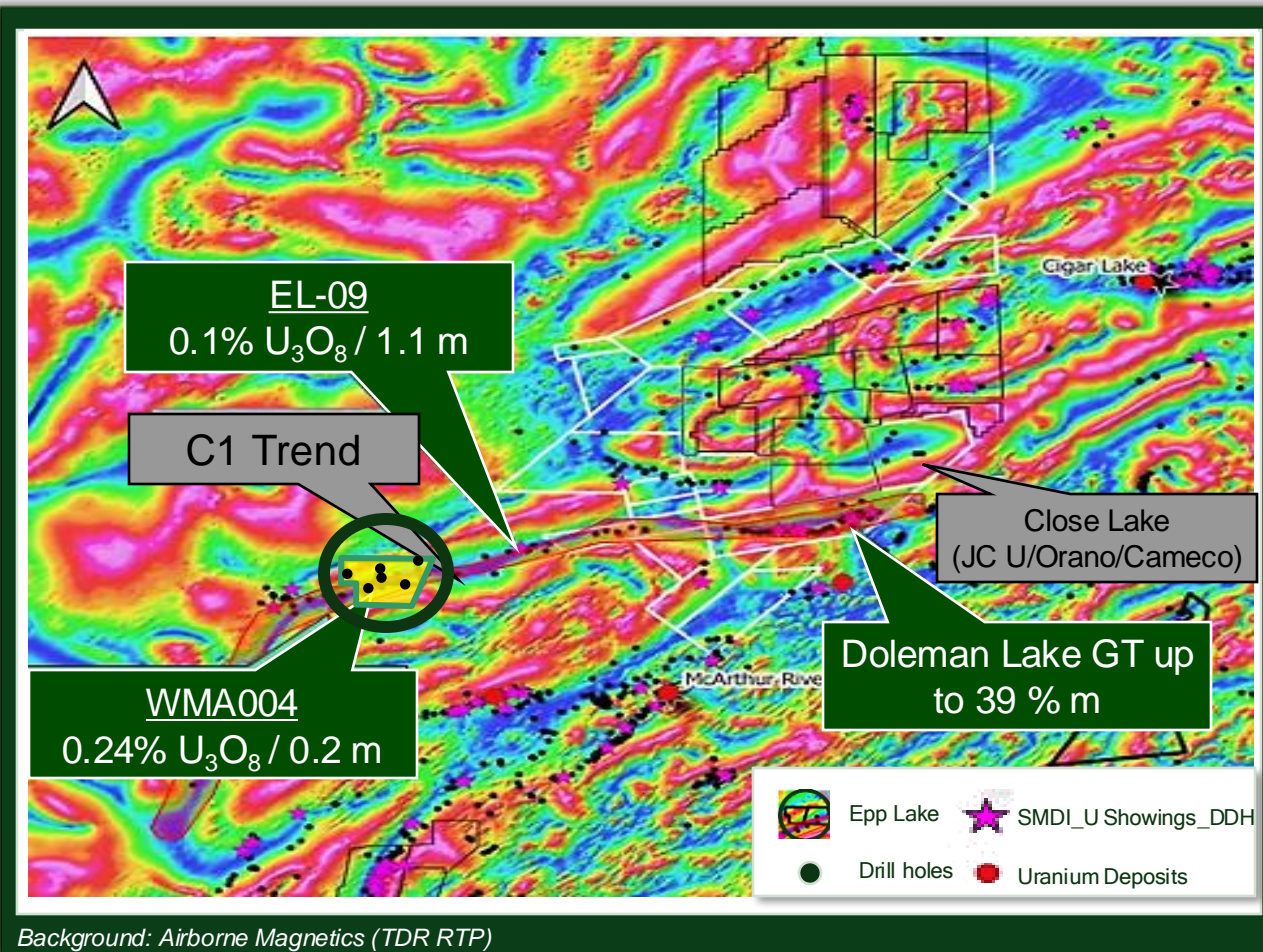 Cigar Lake
EL-09
0.1% U₃O₈ / 1.1 m
C1 Trend
Close Lake
(JC U/Orano/Cameco)
Doleman Lake GT up
to 39 % m
McArthur Rive
WMA004
0.24% U₃O₈ / 0.2 m
Epp Lake
SMDI_U Showings_DDH
Drill holes
Uranium Deposits
Background: Airborne Magnetics (TDR RTP)